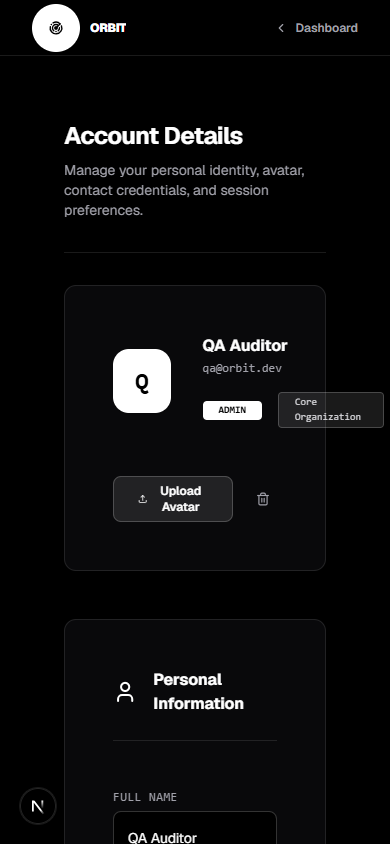 ORBIT
Dashboard
Account Details
Manage your personal identity, avatar,
contact credentials, and session
preferences.
Q
QA Auditor
qa@orbit.dev
ADMIN
Core
Organization
Upload
Avatar
Personal
Information
FULL NAME
QA Auditor
N